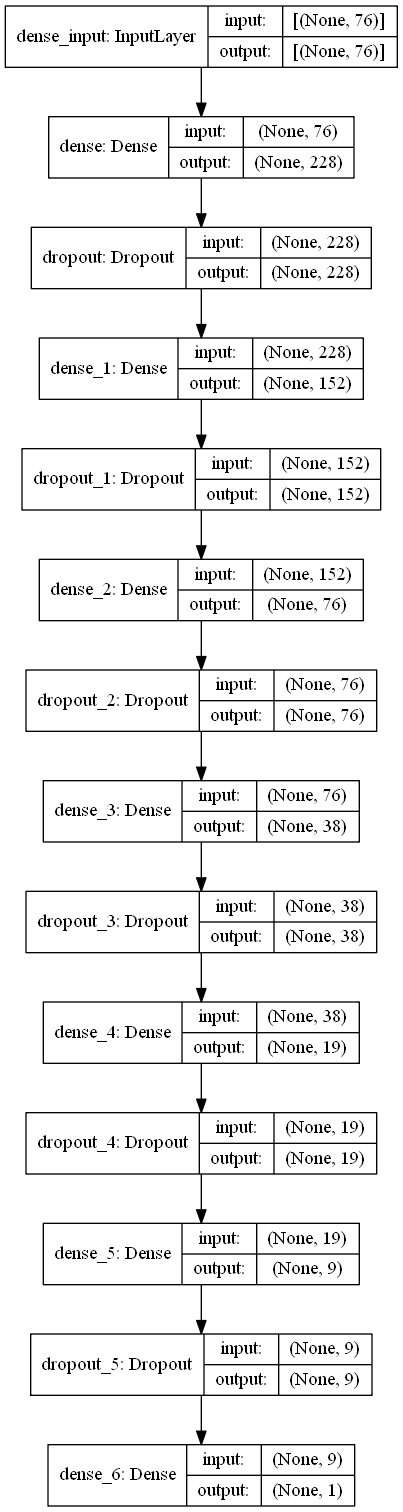 dense_input: InputLayer
input: [(None, 76)]
output: [(None, 76)]
dense: Dense
input: (None, 76)
output: (None, 228)
dropout: Dropout
input: (None, 228)
output: (None, 228)
dense_1: Dense
input: (None, 228)
output: (None, 152)
dropout_1: Dropout
input: (None, 152)
output: (None, 152)
dense_2: Dense
input: (None, 152)
output: (None, 76)
dropout_2: Dropout
input: (None, 76)
output: (None, 76)
dense_3: Dense
input: (None, 76)
output: (None, 38)
dropout_3: Dropout
input: (None, 38)
output: (None, 38)
dense_4: Dense
input: (None, 38)
output: (None, 19)
dropout_4: Dropout
input: (None, 19)
output: (None, 19)
dense_5: Dense
input: (None, 19)
output: (None, 9)
dropout_5: Dropout
input: (None, 9)
output: (None, 9)
dense_6: Dense
input: (None, 9)
output: (None, 1)